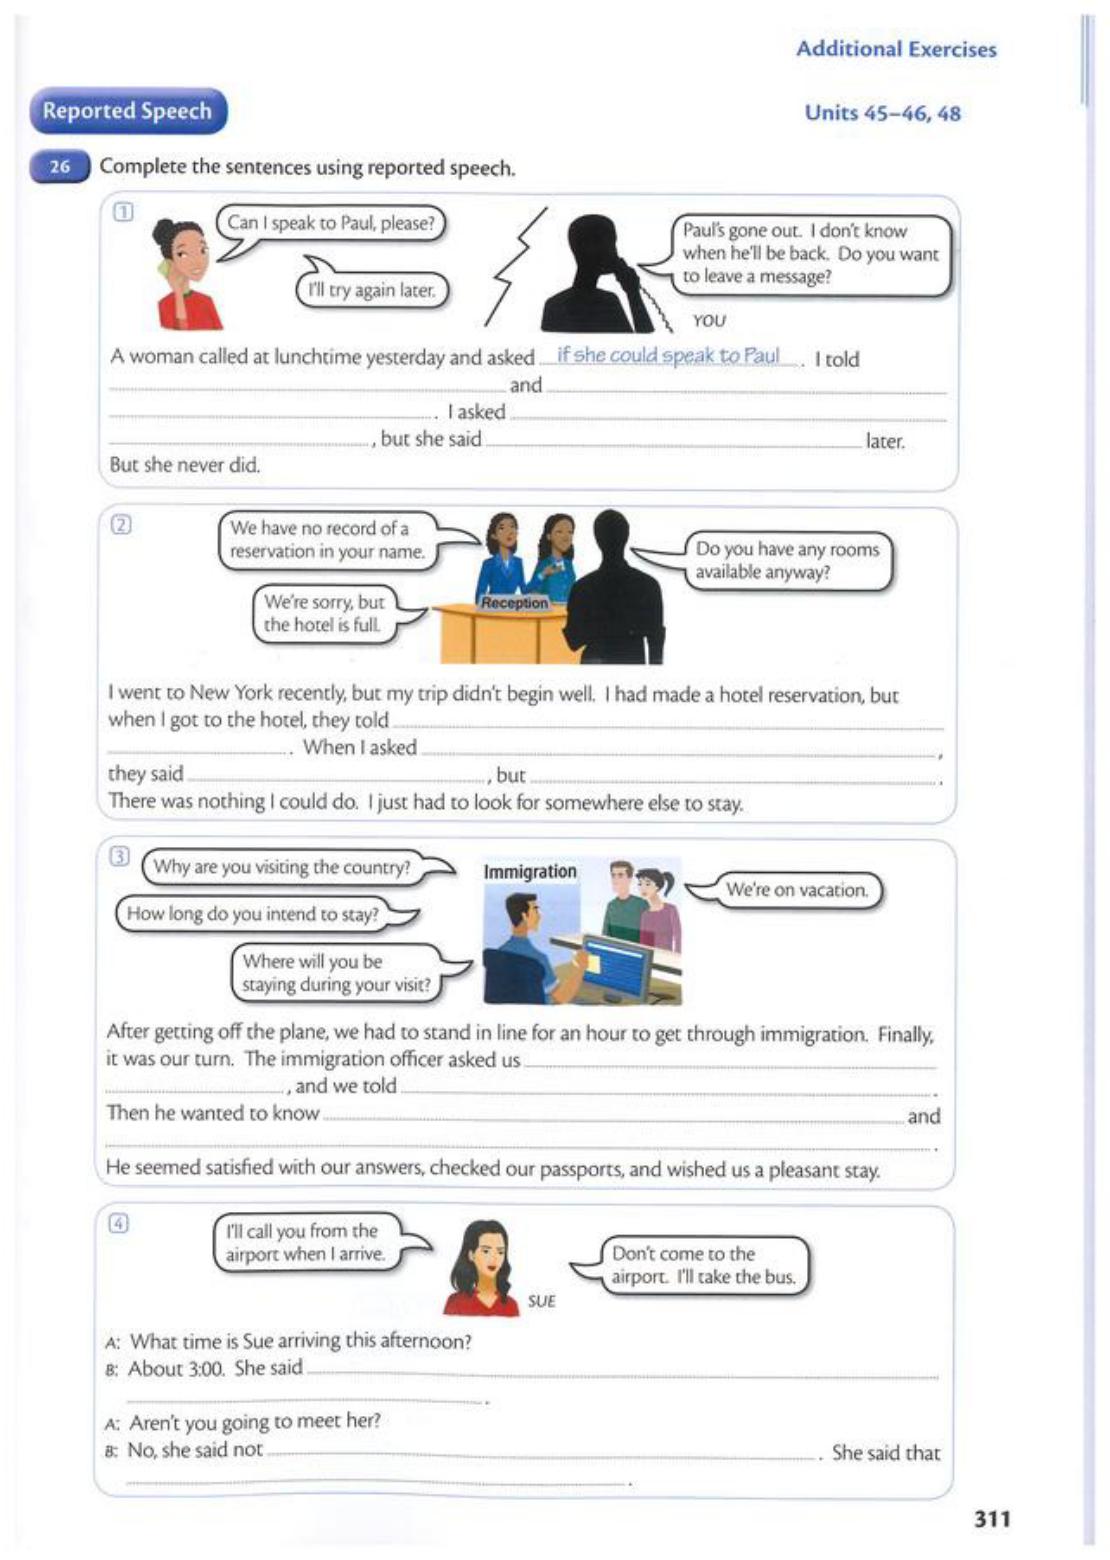 Additional Exercises
Reported Speech
Units 45–46, 48
26 Complete the sentences using reported speech.
1
Can I speak to Paul, please?
I'll try again later.
Paul's gone out. I don't know
when he'll be back. Do you want
to leave a message?
YOU
A woman called at lunchtime yesterday and asked if she could speak to Paul . I told
and
. I asked
, but she said later.
But she never did.
2
We have no record of a
reservation in your name.
We're sorry, but
the hotel is full.
Reception
Do you have any rooms
available anyway?
I went to New York recently, but my trip didn't begin well. I had made a hotel reservation, but
when I got to the hotel, they told
. When I asked ,
they said , but .
There was nothing I could do. I just had to look for somewhere else to stay.
3
Why are you visiting the country?
How long do you intend to stay?
Where will you be
staying during your visit?
Immigration
We're on vacation.
After getting off the plane, we had to stand in line for an hour to get through immigration. Finally,
it was our turn. The immigration officer asked us
, and we told .
Then he wanted to know and
.
He seemed satisfied with our answers, checked our passports, and wished us a pleasant stay.
4
I'll call you from the
airport when I arrive.
SUE
Don't come to the
airport. I'll take the bus.
A: What time is Sue arriving this afternoon?
B: About 3:00. She said
.
A: Aren't you going to meet her?
B: No, she said not . She said that
.
311